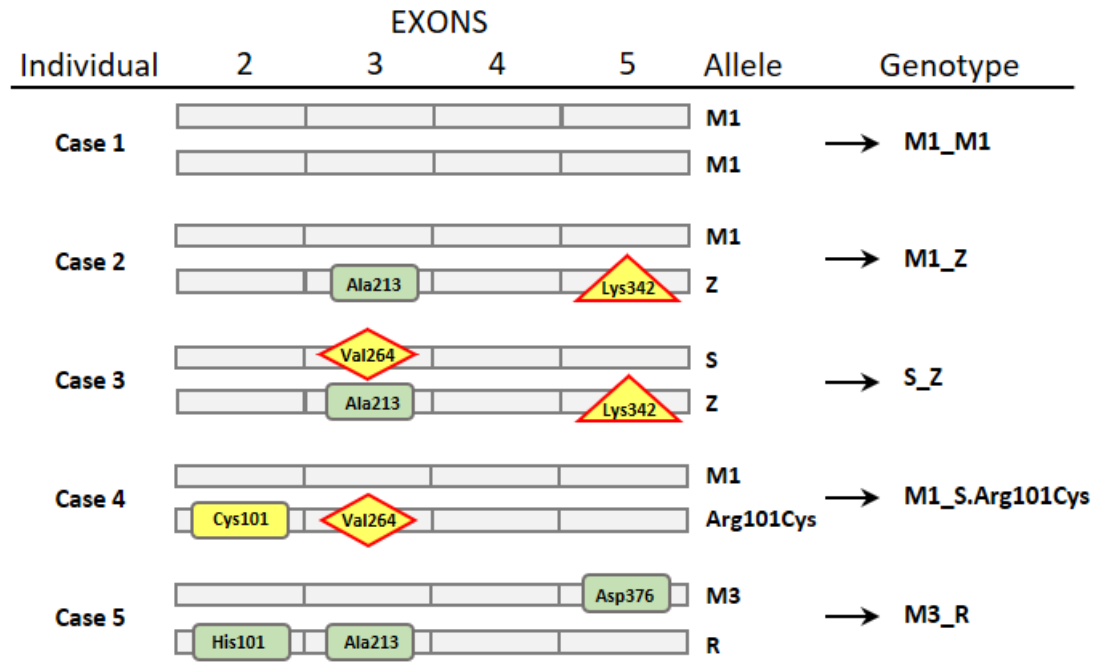 EXONS
Individual 2 3 4 5 Allele Genotype
M1
Case 1 M1_M1
M1
M1
Case 2 M1_Z
Ala213 Lys342 Z
Val264 S
Case 3 S_Z
Ala213 Lys342 Z
M1
Case 4 M1_S.Arg101Cys
Cys101 Val264 Arg101Cys
Asp376 M3
Case 5 M3_R
His101 Ala213 R